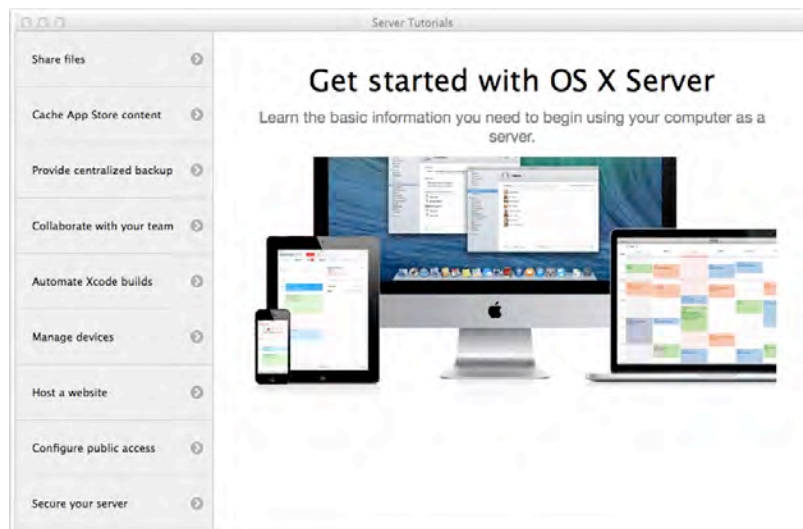 Server Tutorials
Share files
Cache App Store content
Provide centralized backup
Collaborate with your team
Automate Xcode builds
Manage devices
Host a website
Configure public access
Secure your server
Get started with OS X Server
Learn the basic information you need to begin using your computer as a
server.